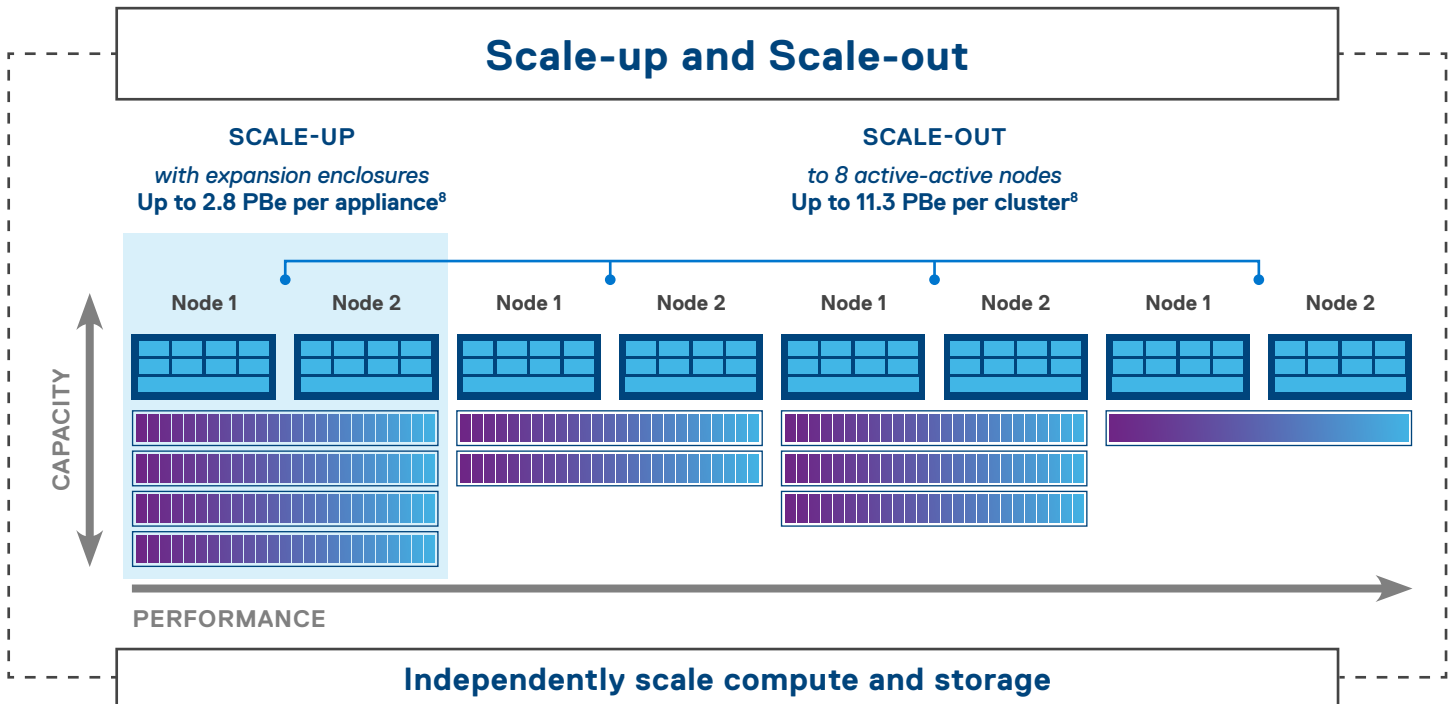 Scale-up and Scale-out
SCALE-UP
with expansion enclosures
Up to 2.8 PBe per appliance⁸
SCALE-OUT
to 8 active-active nodes
Up to 11.3 PBe per cluster⁸
Node 1
Node 2
Node 1
Node 2
Node 1
Node 2
Node 1
Node 2
CAPACITY
PERFORMANCE
Independently scale compute and storage